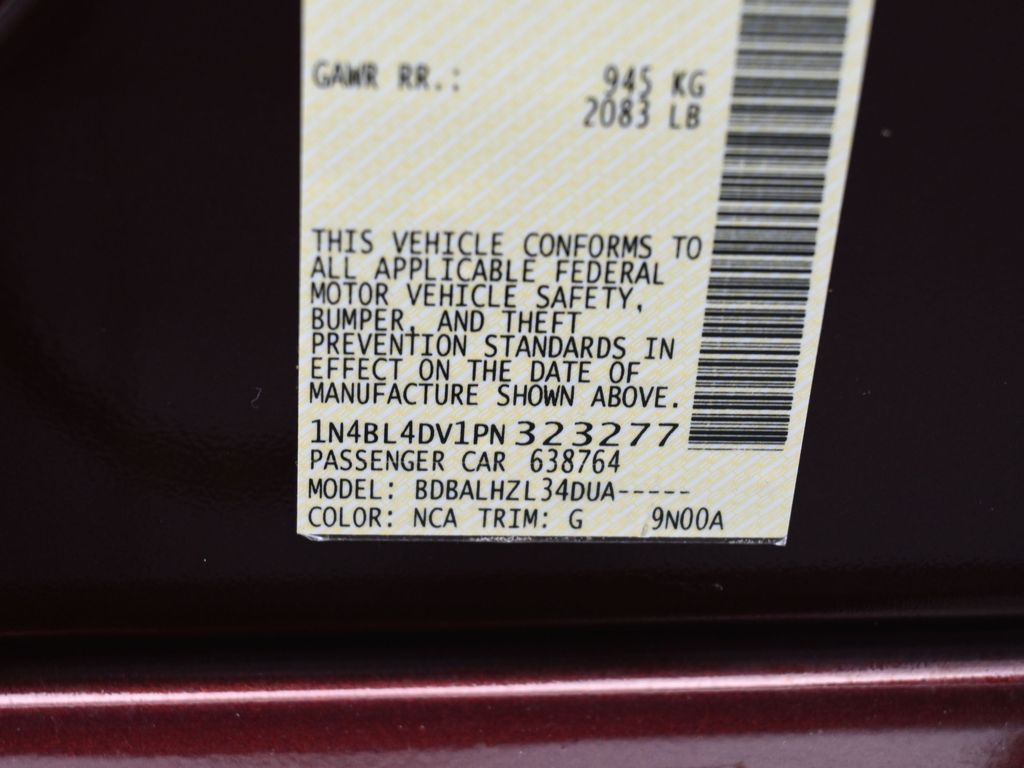 GAWR RR.: 945 KG
2083 LB
THIS VEHICLE CONFORMS TO
ALL APPLICABLE FEDERAL
MOTOR VEHICLE SAFETY,
BUMPER, AND THEFT
PREVENTION STANDARDS IN
EFFECT ON THE DATE OF
MANUFACTURE SHOWN ABOVE.
1N4BL4DV1PN323277
PASSENGER CAR 638764
MODEL: BDBALHZL34DUA-----
COLOR: NCA TRIM: G 9N00A